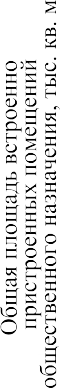 Общая площадь встроенно
пристроенных помещений
общественного назначения, тыс. кв. м